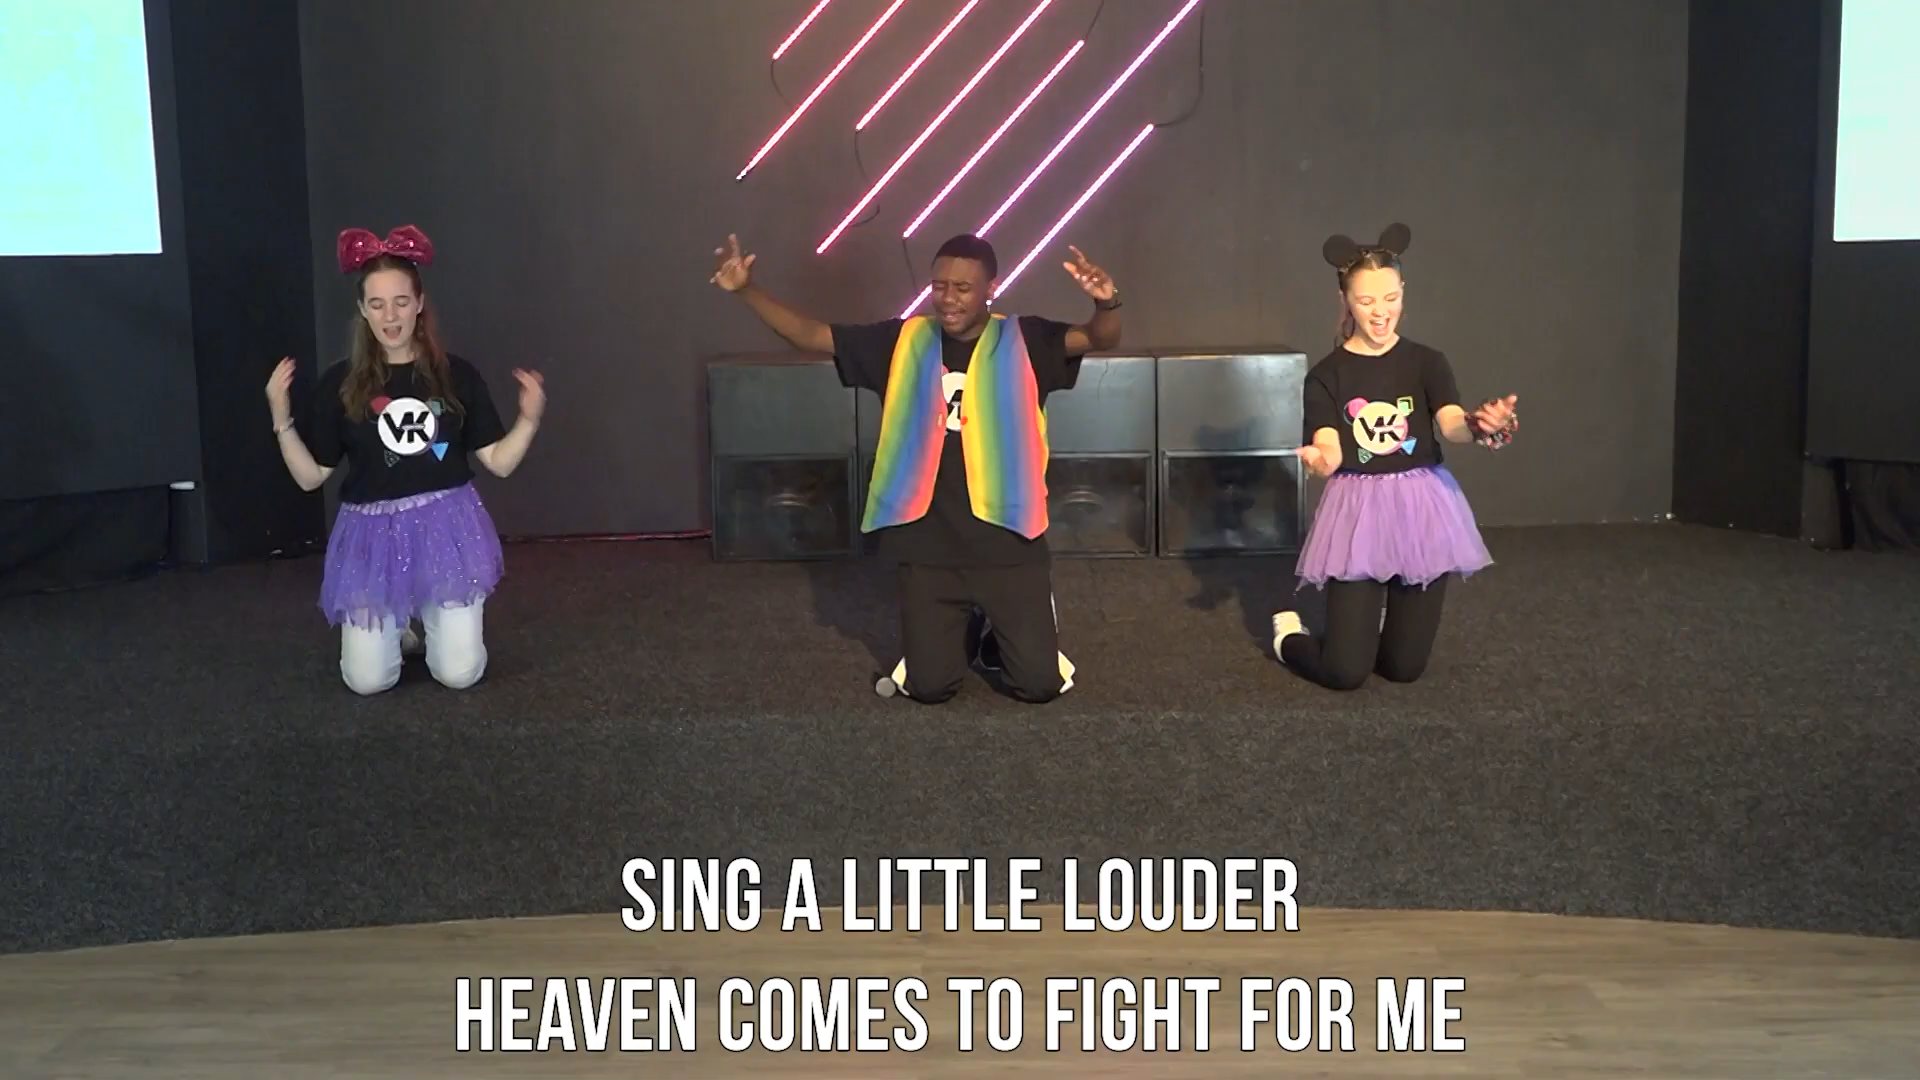 VK
VK
SING A LITTLE LOUDER
HEAVEN COMES TO FIGHT FOR ME